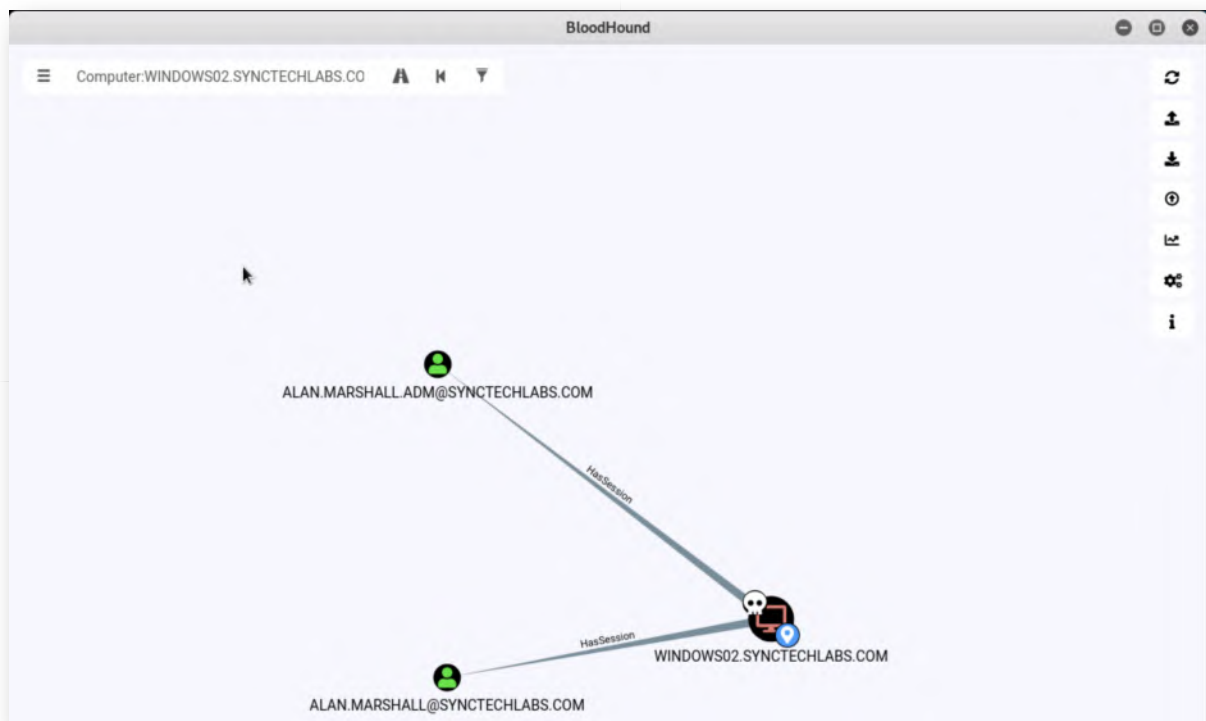 BloodHound
Computer:WINDOWS02.SYNCTECHLABS.CO
ALAN.MARSHALL.ADM@SYNCTECHLABS.COM
HasSession
HasSession
WINDOWS02.SYNCTECHLABS.COM
ALAN.MARSHALL@SYNCTECHLABS.COM